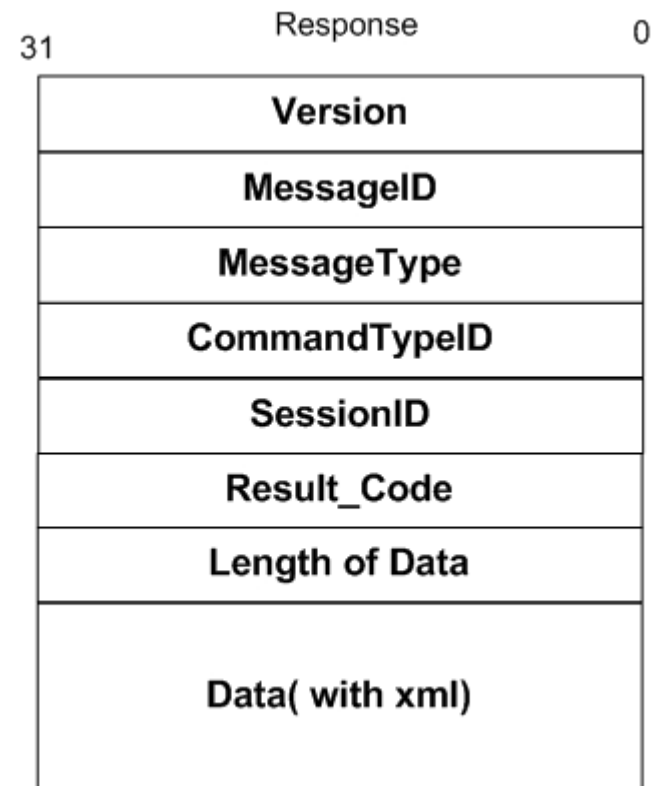 Response
31
0
Version
MessageID
MessageType
CommandTypeID
SessionID
Result_Code
Length of Data
Data( with xml)